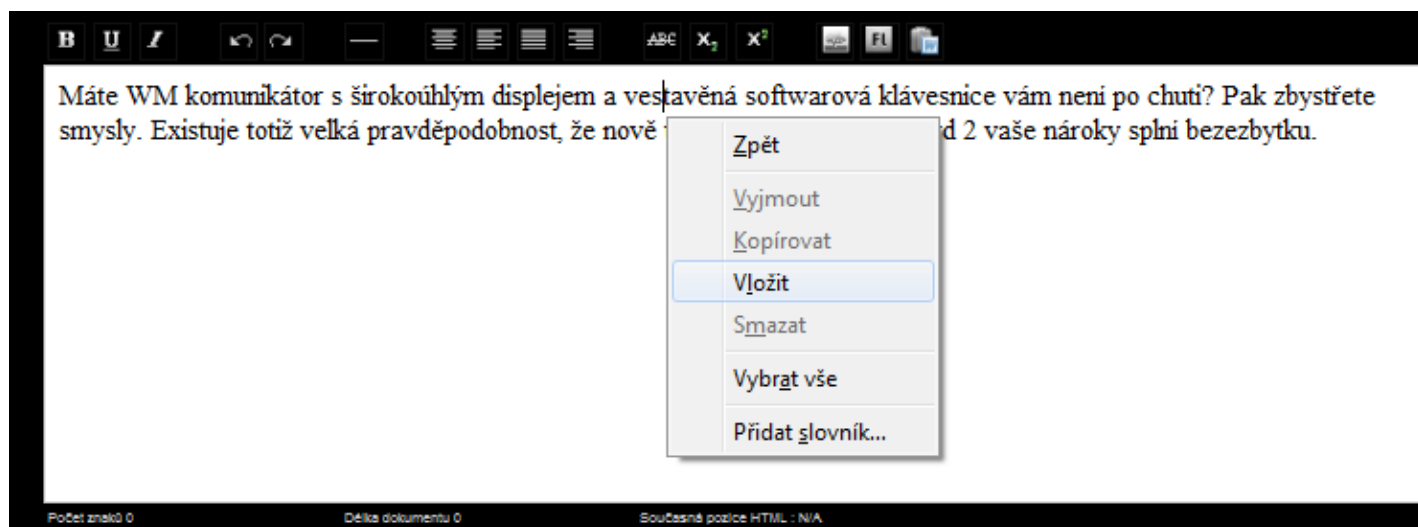 B U I ABC X₂ X² FL
Máte WM komunikátor s širokoúhlým displejem a vestavěná softwarová klávesnice vám není po chuti? Pak zbystřete
smysly. Existuje totiž velká pravděpodobnost, že nově d 2 vaše nároky splní bezezbytku.
Zpět
Vyjmout
Kopírovat
Vložit
Smazat
Vybrat vše
Přidat slovník...
Počet znaků 0 Délka dokumentu 0 Současná pozice HTML : N/A